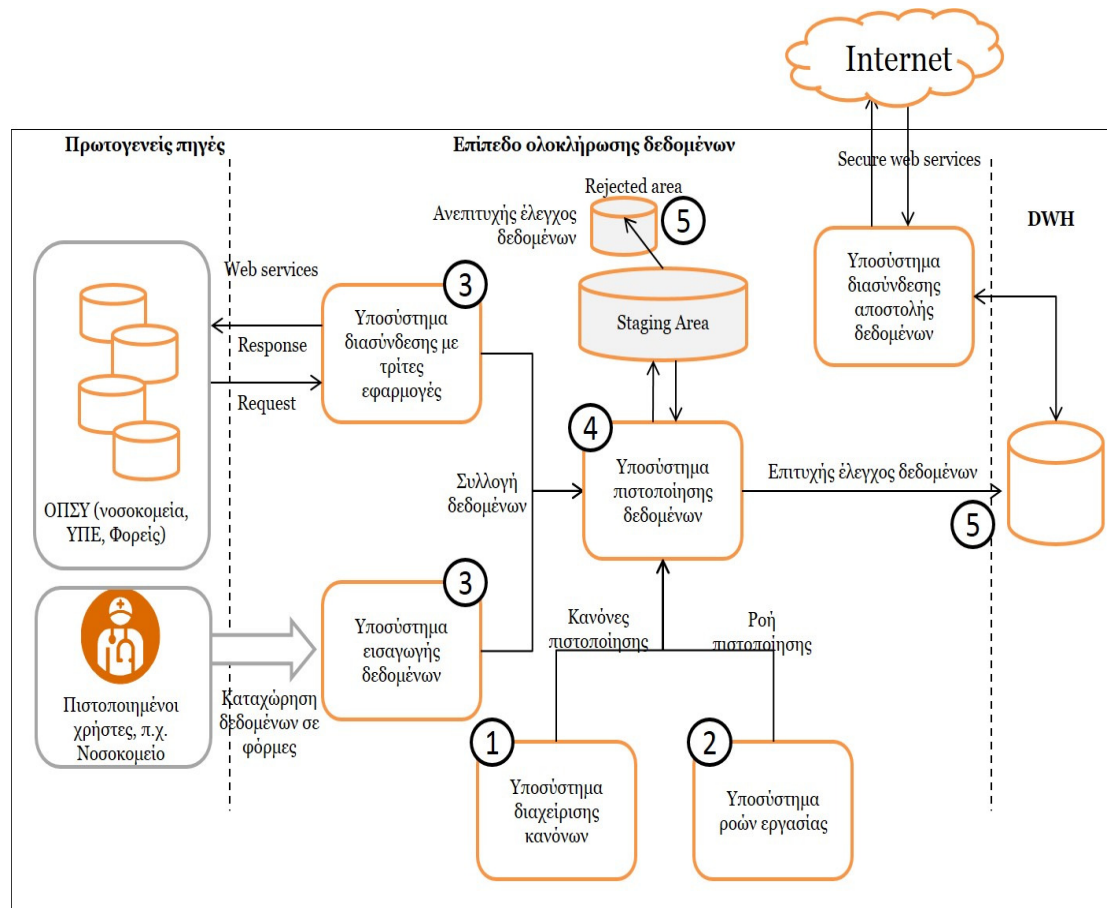 Internet
Πρωτογενείς πηγές
Επίπεδο ολοκλήρωσης δεδομένων
Secure web services
Rejected area
Ανεπιτυχής έλεγχος
δεδομένων
5
DWH
Web services
3
Υποσύστημα
διασύνδεσης με
τρίτες
εφαρμογές
Response
Request
Staging Area
Υποσύστημα
διασύνδεσης
αποστολής
δεδομένων
ΟΠΣΥ (νοσοκομεία,
ΥΠΕ, Φορείς)
Συλλογή
δεδομένων
4
Υποσύστημα
πιστοποίησης
δεδομένων
Επιτυχής έλεγχος δεδομένων
5
Πιστοποιημένοι
χρήστες, π.χ.
Νοσοκομείο
Καταχώρηση
δεδομένων σε
φόρμες
3
Υποσύστημα
εισαγωγής
δεδομένων
Κανόνες
πιστοποίησης
Ροή
πιστοποίησης
1
Υποσύστημα
διαχείρισης
κανόνων
2
Υποσύστημα
ροών εργασίας